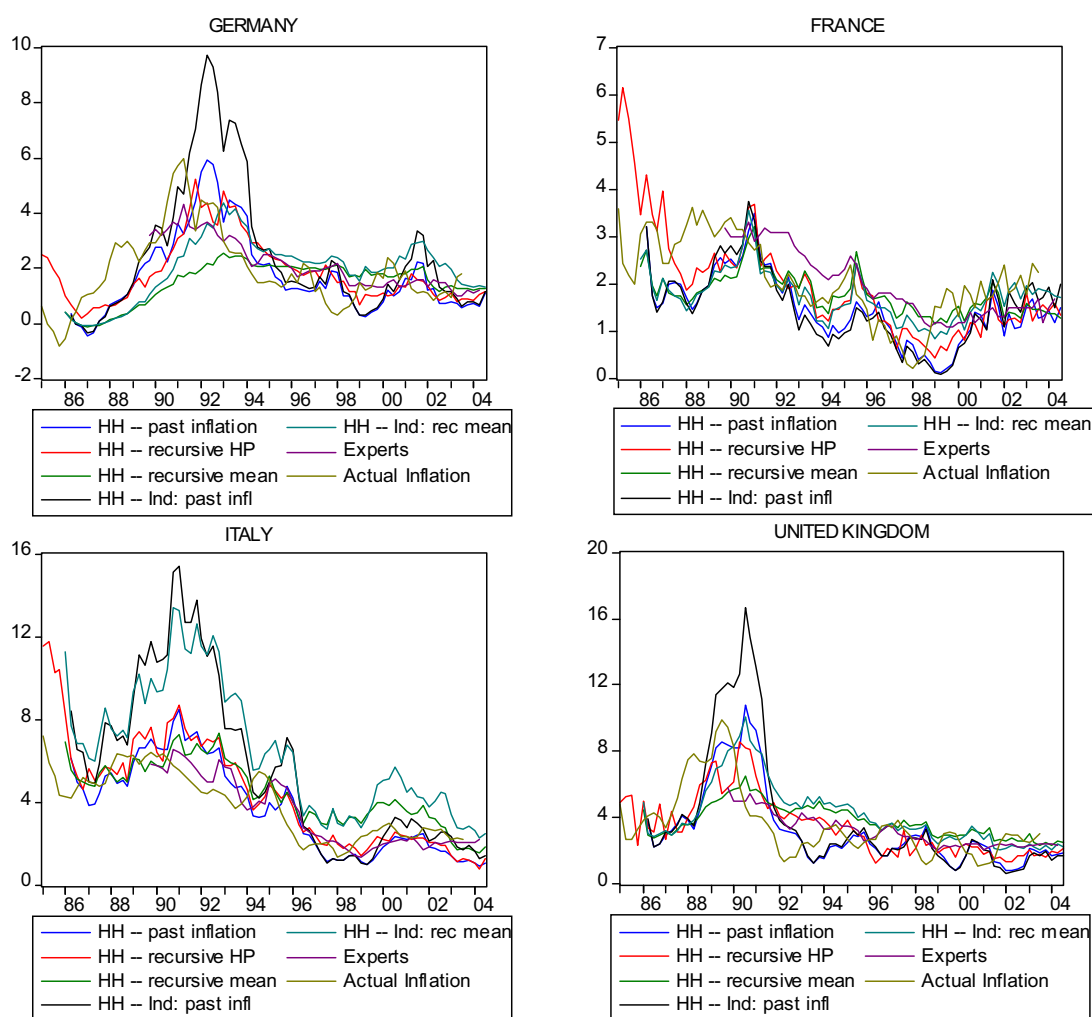 GERMANY
10
8
6
4
2
0
-2
86 88 90 92 94 96 98 00 02 04
HH -- past inflation HH -- Ind: rec mean
HH -- recursive HP Experts
HH -- recursive mean Actual Inflation
HH -- Ind: past infl
FRANCE
7
6
5
4
3
2
1
0
86 88 90 92 94 96 98 00 02 04
HH -- past inflation HH -- Ind: rec mean
HH -- recursive HP Experts
HH -- recursive mean Actual Inflation
HH -- Ind: past infl
ITALY
16
12
8
4
0
86 88 90 92 94 96 98 00 02 04
HH -- past inflation HH -- Ind: rec mean
HH -- recursive HP Experts
HH -- recursive mean Actual Inflation
HH -- Ind: past infl
UNITED KINGDOM
20
16
12
8
4
0
86 88 90 92 94 96 98 00 02 04
HH -- past inflation HH -- Ind: rec mean
HH -- recursive HP Experts
HH -- recursive mean Actual Inflation
HH -- Ind: past infl